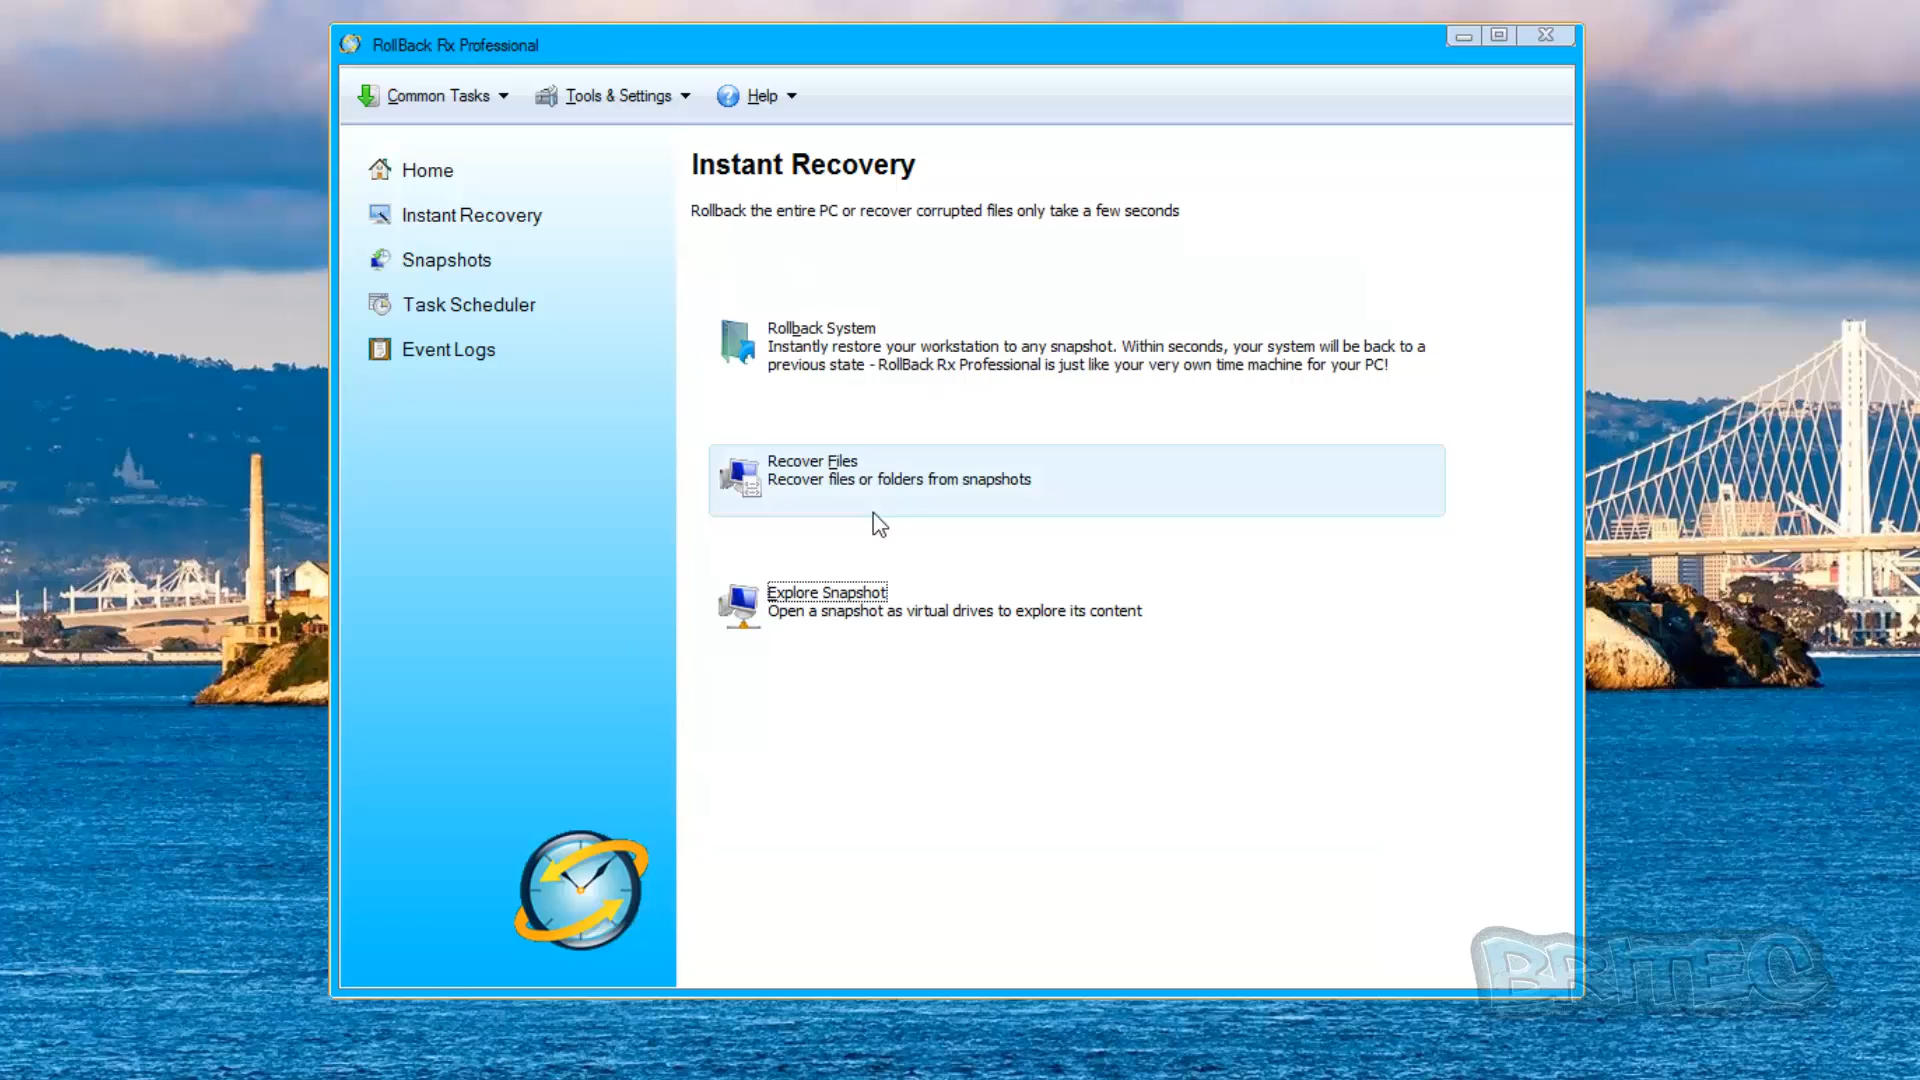 RollBack Rx Professional
Common Tasks
Tools & Settings
Help
Home
Instant Recovery
Snapshots
Task Scheduler
Event Logs
Instant Recovery
Rollback the entire PC or recover corrupted files only take a few seconds
Rollback System
Instantly restore your workstation to any snapshot. Within seconds, your system will be back to a
previous state - RollBack Rx Professional is just like your very own time machine for your PC!
Recover Files
Recover files or folders from snapshots
Explore Snapshot
Open a snapshot as virtual drives to explore its content
BRITEC